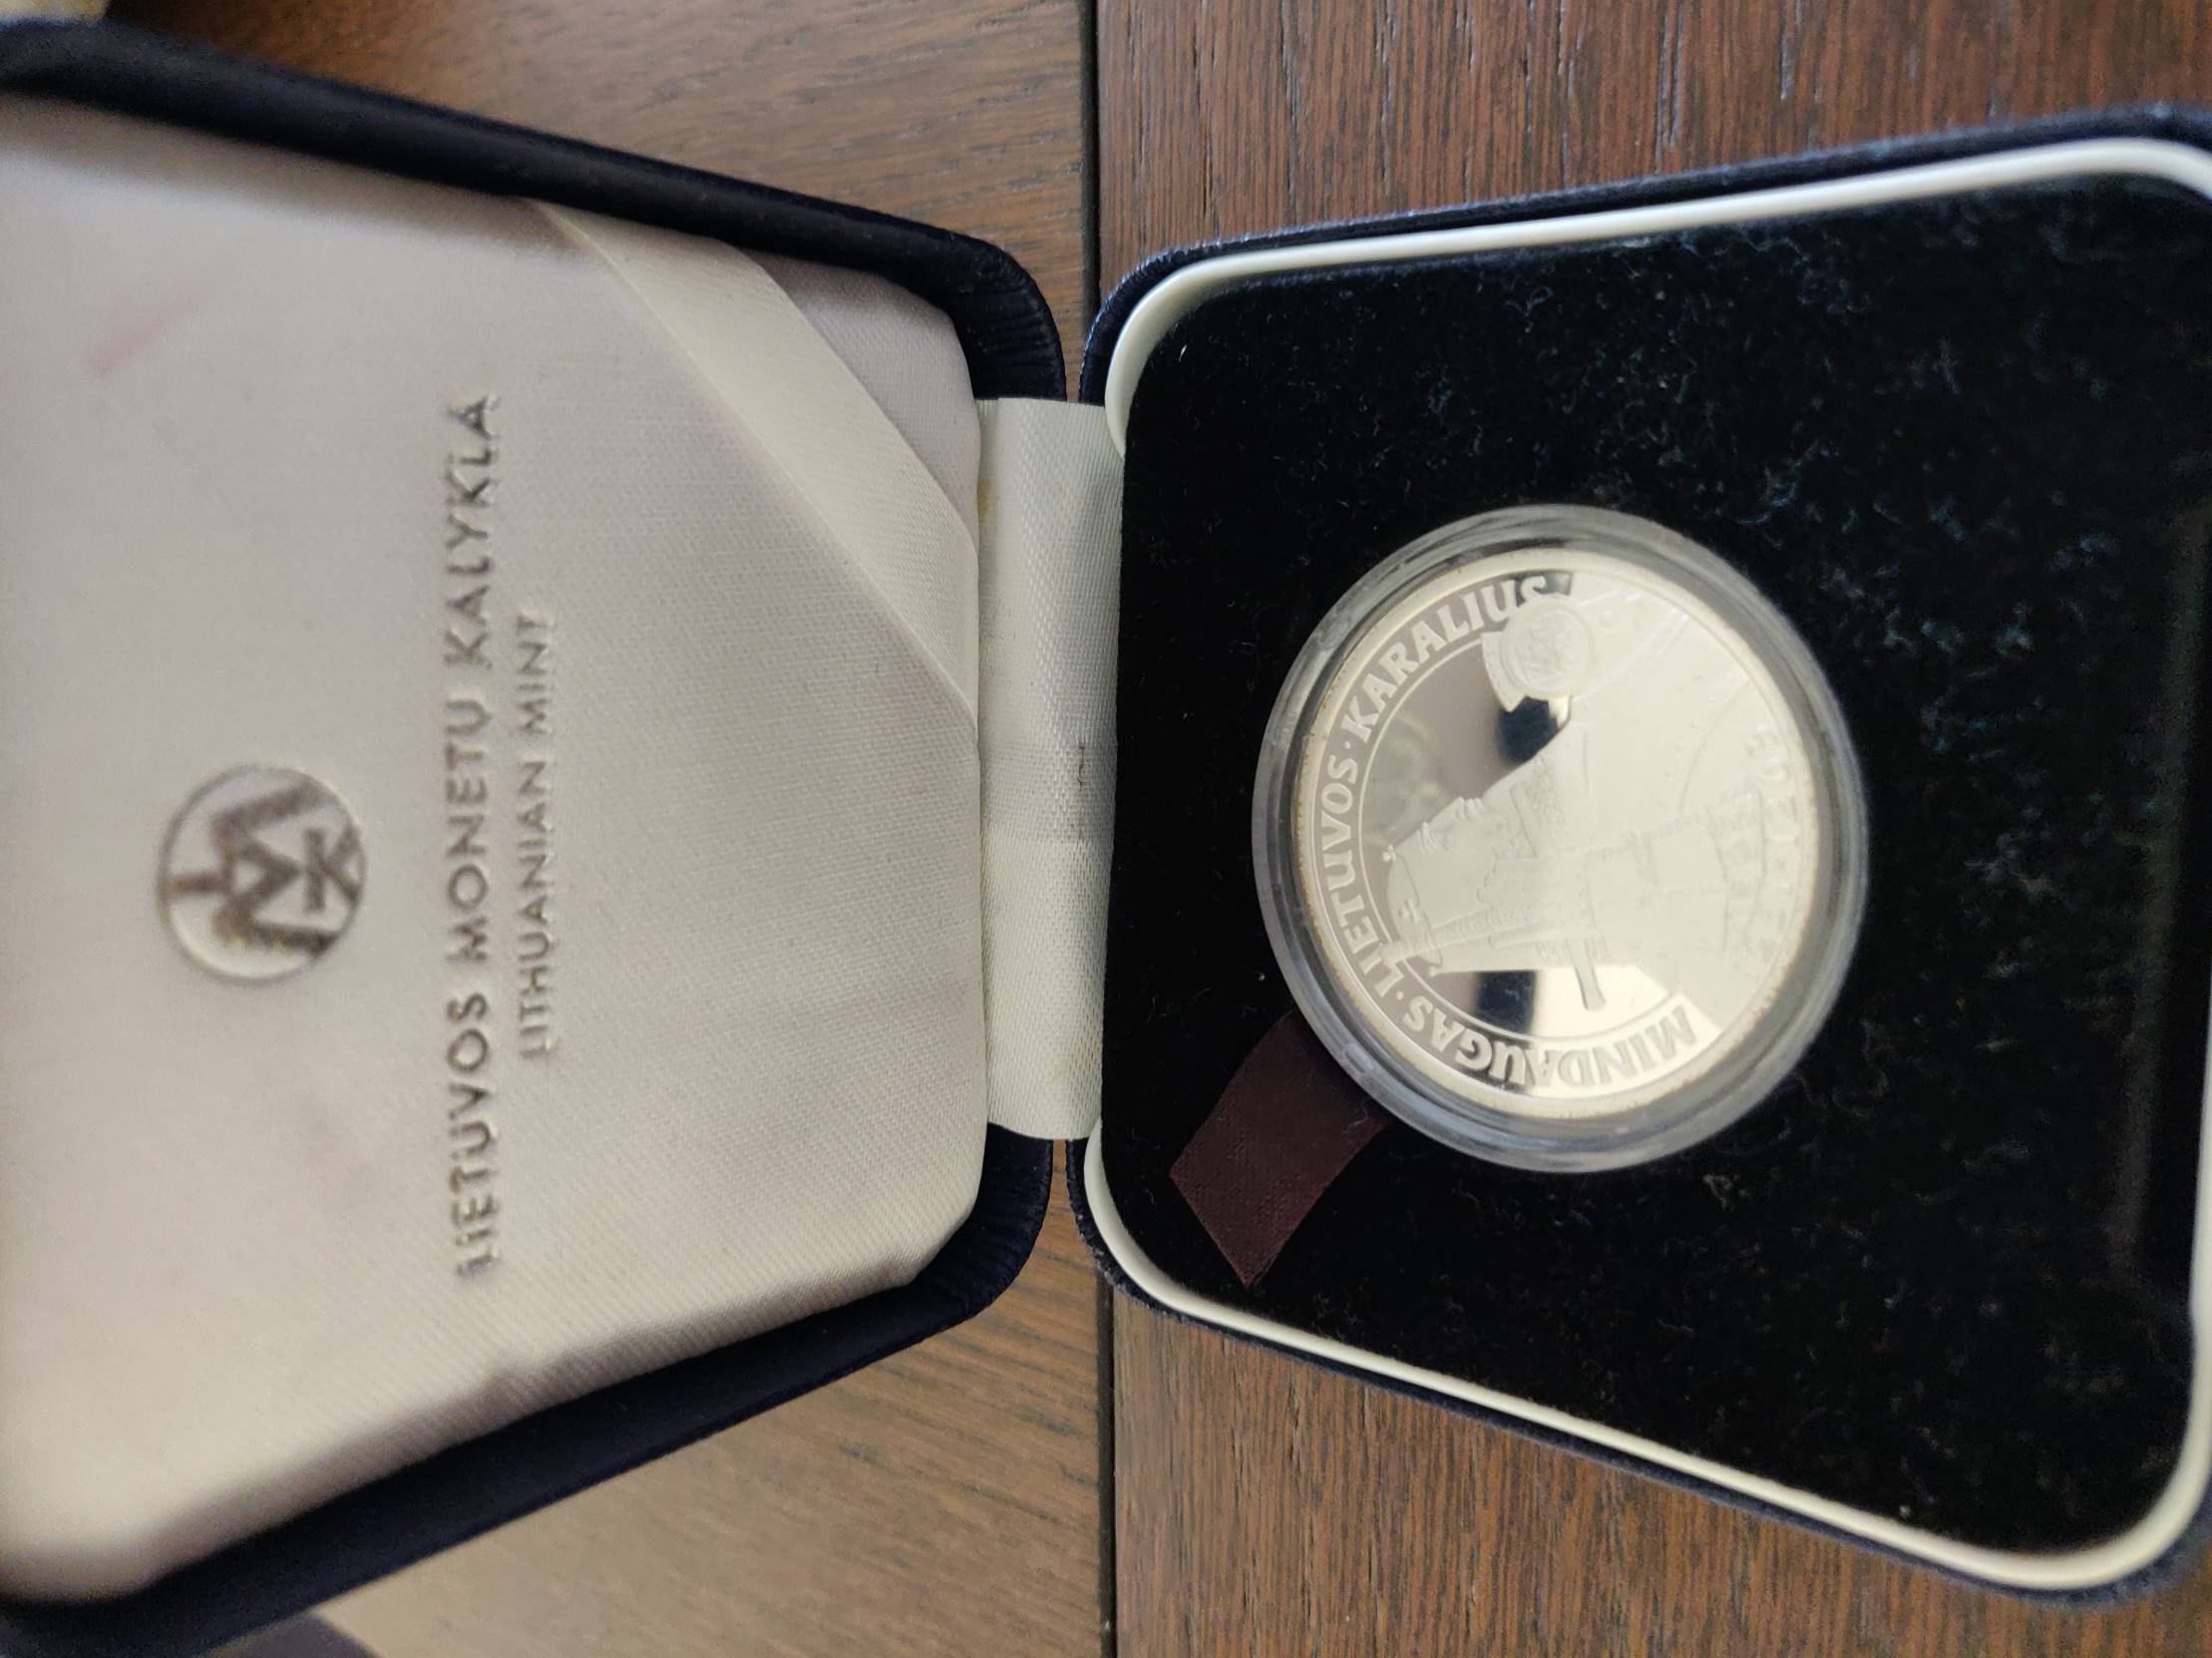 LIETUVOS MONETŲ KALYKLA
LITHUANIAN MINT
MINDAUGAS · LIETUVOS · KARALIUS